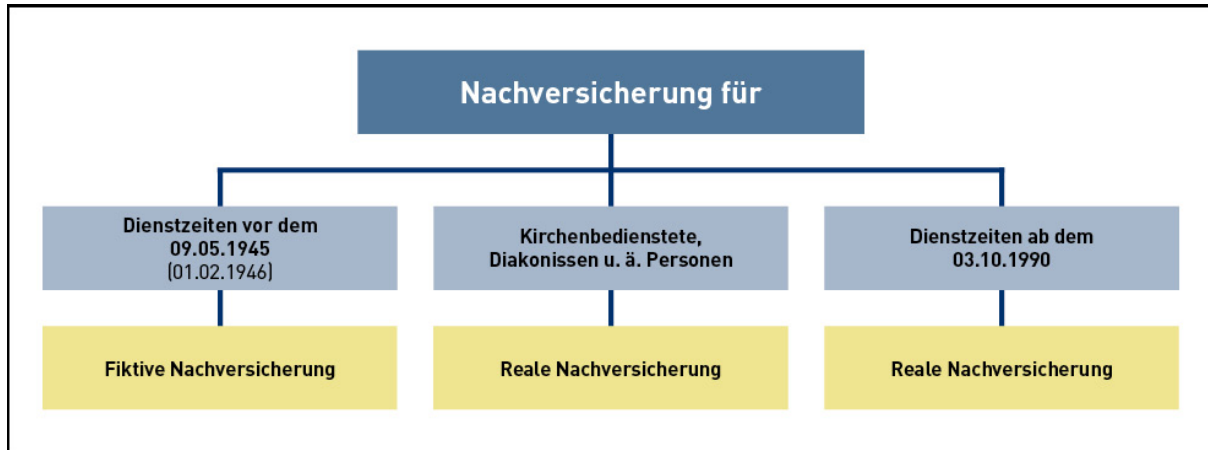 Nachversicherung für
Dienstzeiten vor dem
09.05.1945
(01.02.1946)
Kirchenbedienstete,
Diakonissen u. ä. Personen
Dienstzeiten ab dem
03.10.1990
Fiktive Nachversicherung
Reale Nachversicherung
Reale Nachversicherung